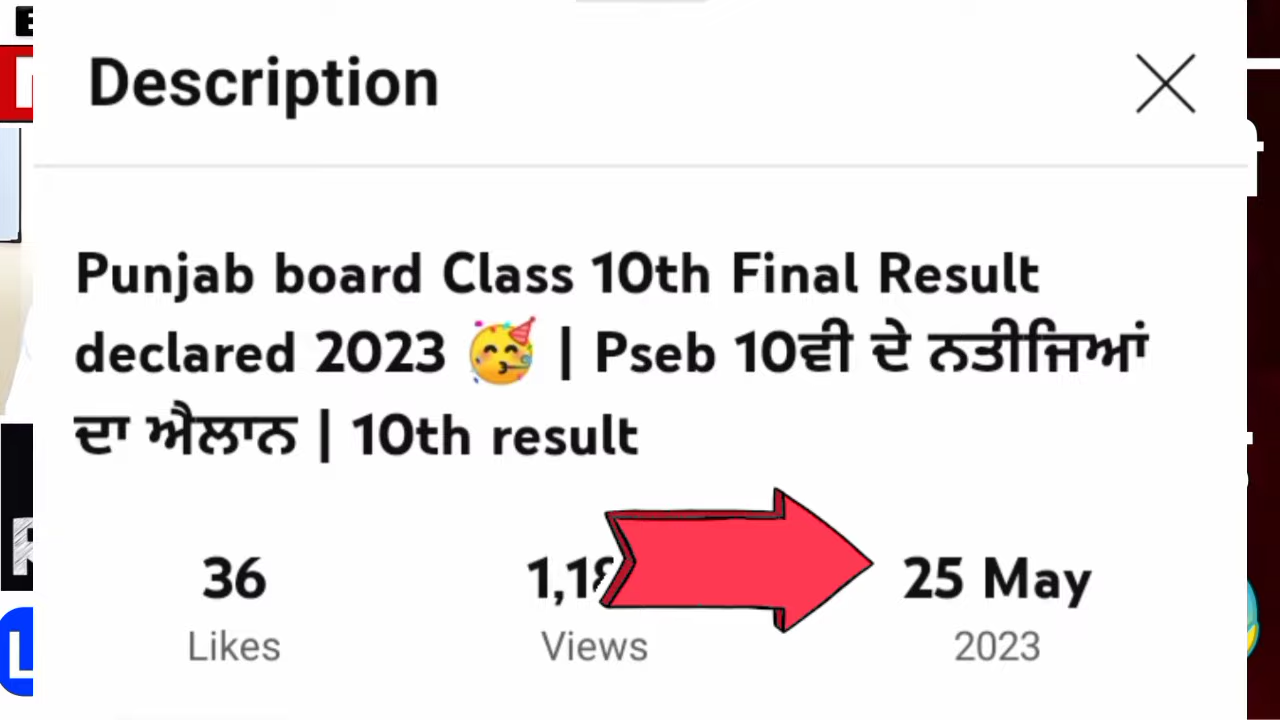 Description
Punjab board Class 10th Final Result
declared 2023 🥳 | Pseb 10ਵੀ ਦੇ ਨਤੀਜਿਆਂ
ਦਾ ਐਲਾਨ | 10th result
36
25 May
Likes
Views
2023